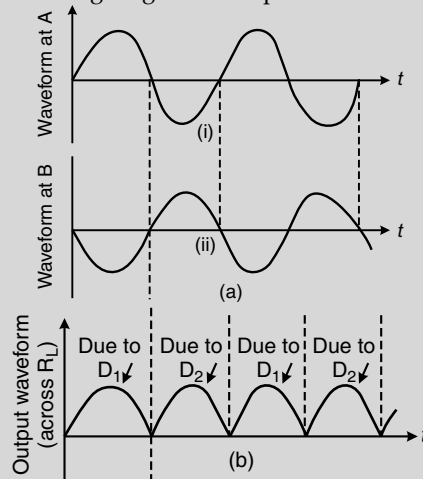 Waveform at A
t
(i)
Waveform at B
t
(ii)
(a)
Output waveform
(across R_L)
Due to
D₁
Due to
D₂
Due to
D₁
Due to
D₂
t
(b)